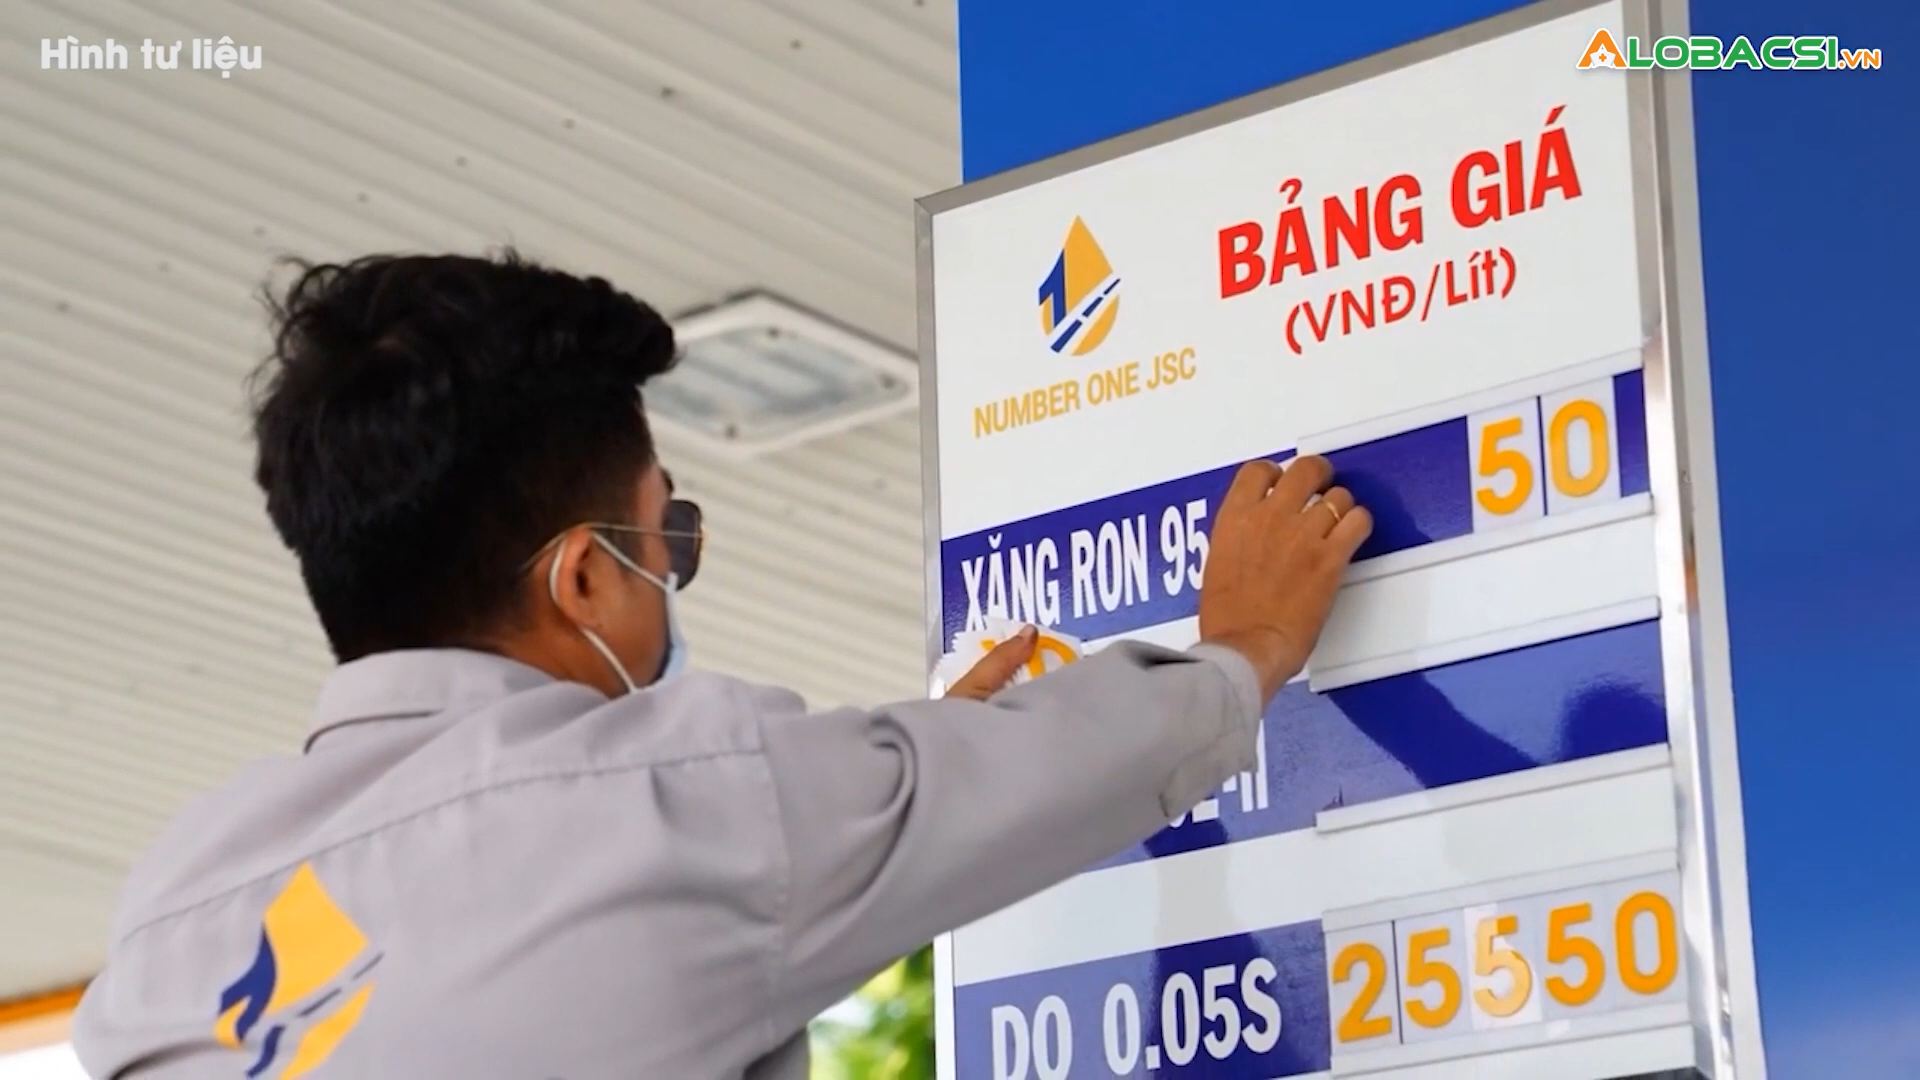 Hình tư liệu
ALOBACSI.VN
BẢNG GIÁ
(VNĐ/Lít)
NUMBER ONE JSC
XĂNG RON 95
50
DO 0.05S 25550